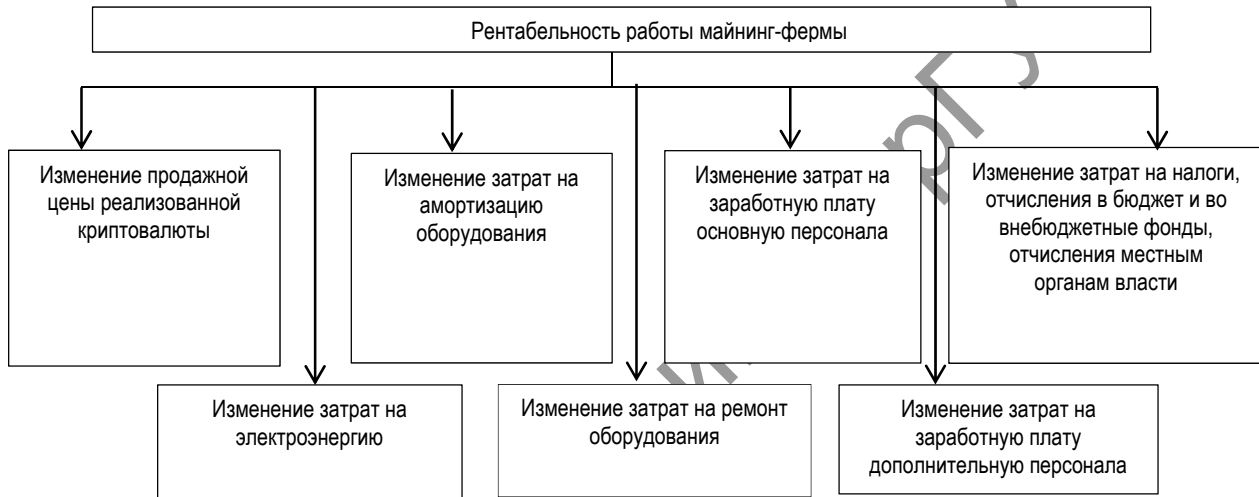 Рентабельность работы майнинг-фермы
Изменение продажной
цены реализованной
криптовалюты
Изменение затрат на
амортизацию
оборудования
Изменение затрат на
заработную плату
основную персонала
Изменение затрат на налоги,
отчисления в бюджет и во
внебюджетные фонды,
отчисления местным
органам власти
Изменение затрат на
электроэнергию
Изменение затрат на ремонт
оборудования
Изменение затрат на
заработную плату
дополнительную персонала